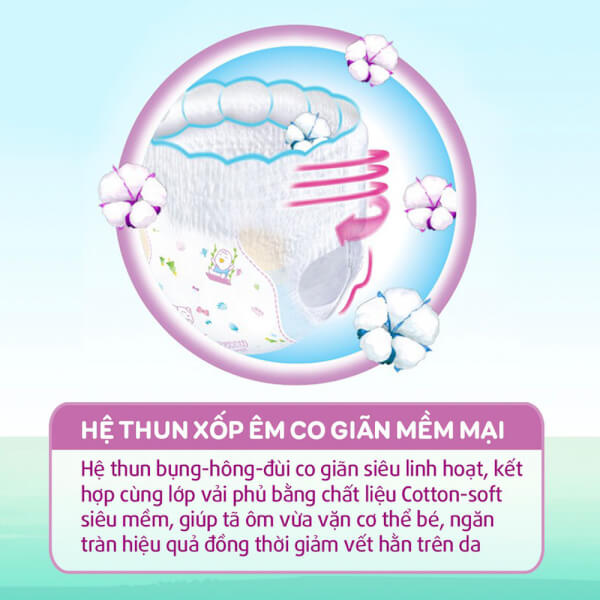 HỆ THUN XỐP ÊM CO GIÃN MỀM MẠI
Hệ thun bụng-hông-đùi co giãn siêu linh hoạt, kết
hợp cùng lớp vải phủ bằng chất liệu Cotton-soft
siêu mềm, giúp tã ôm vừa vặn cơ thể bé, ngăn
tràn hiệu quả đồng thời giảm vết hằn trên da